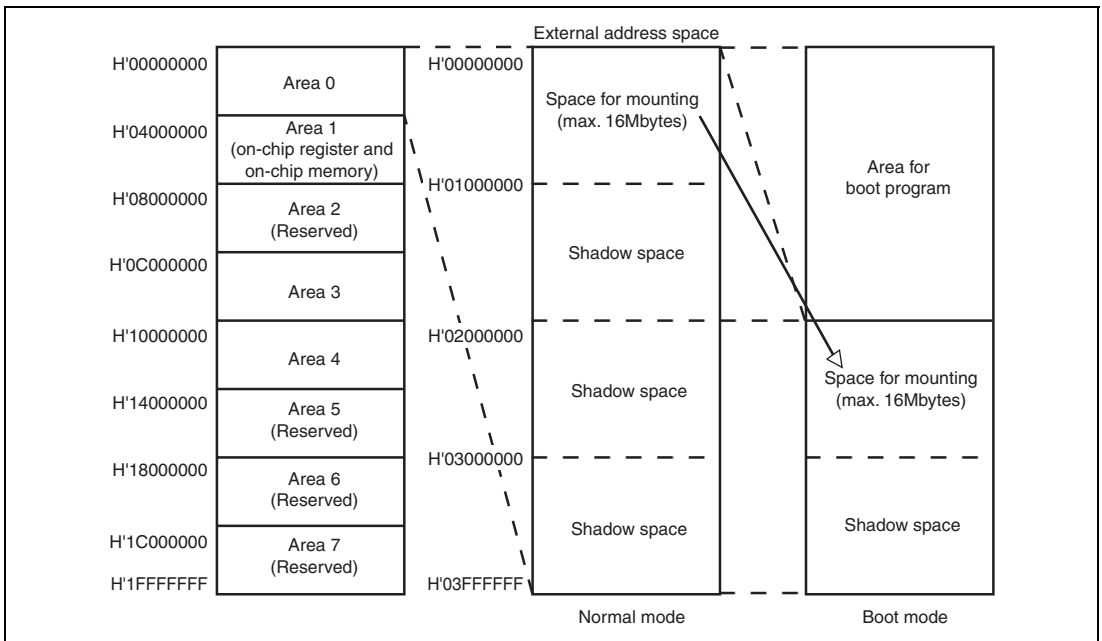 External address space
H'00000000
Area 0
H'04000000
Area 1
(on-chip register and
on-chip memory)
H'08000000
Area 2
(Reserved)
H'0C000000
Area 3
H'10000000
Area 4
H'14000000
Area 5
(Reserved)
H'18000000
Area 6
(Reserved)
H'1C000000
Area 7
(Reserved)
H'1FFFFFFF
H'00000000
Space for mounting
(max. 16Mbytes)
H'01000000
Shadow space
H'02000000
Shadow space
H'03000000
Shadow space
H'03FFFFFF
Normal mode
Area for
boot program
Space for mounting
(max. 16Mbytes)
Shadow space
Boot mode